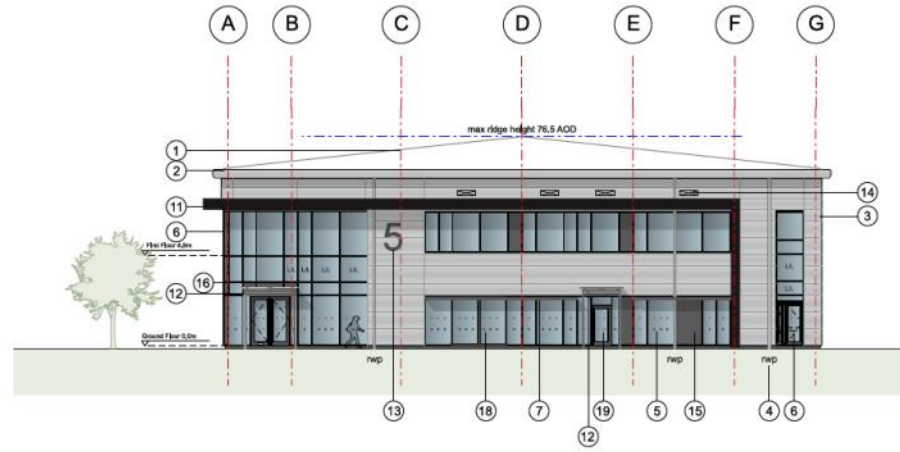 A B C D E F G
max ridge height 76,5 AOD
1
2
14
11
3
6
5
First Floor 4,0m
16
12
Ground Floor 0,0m
rwp rwp rwp
13 18 7 19 5 15 4 6
12